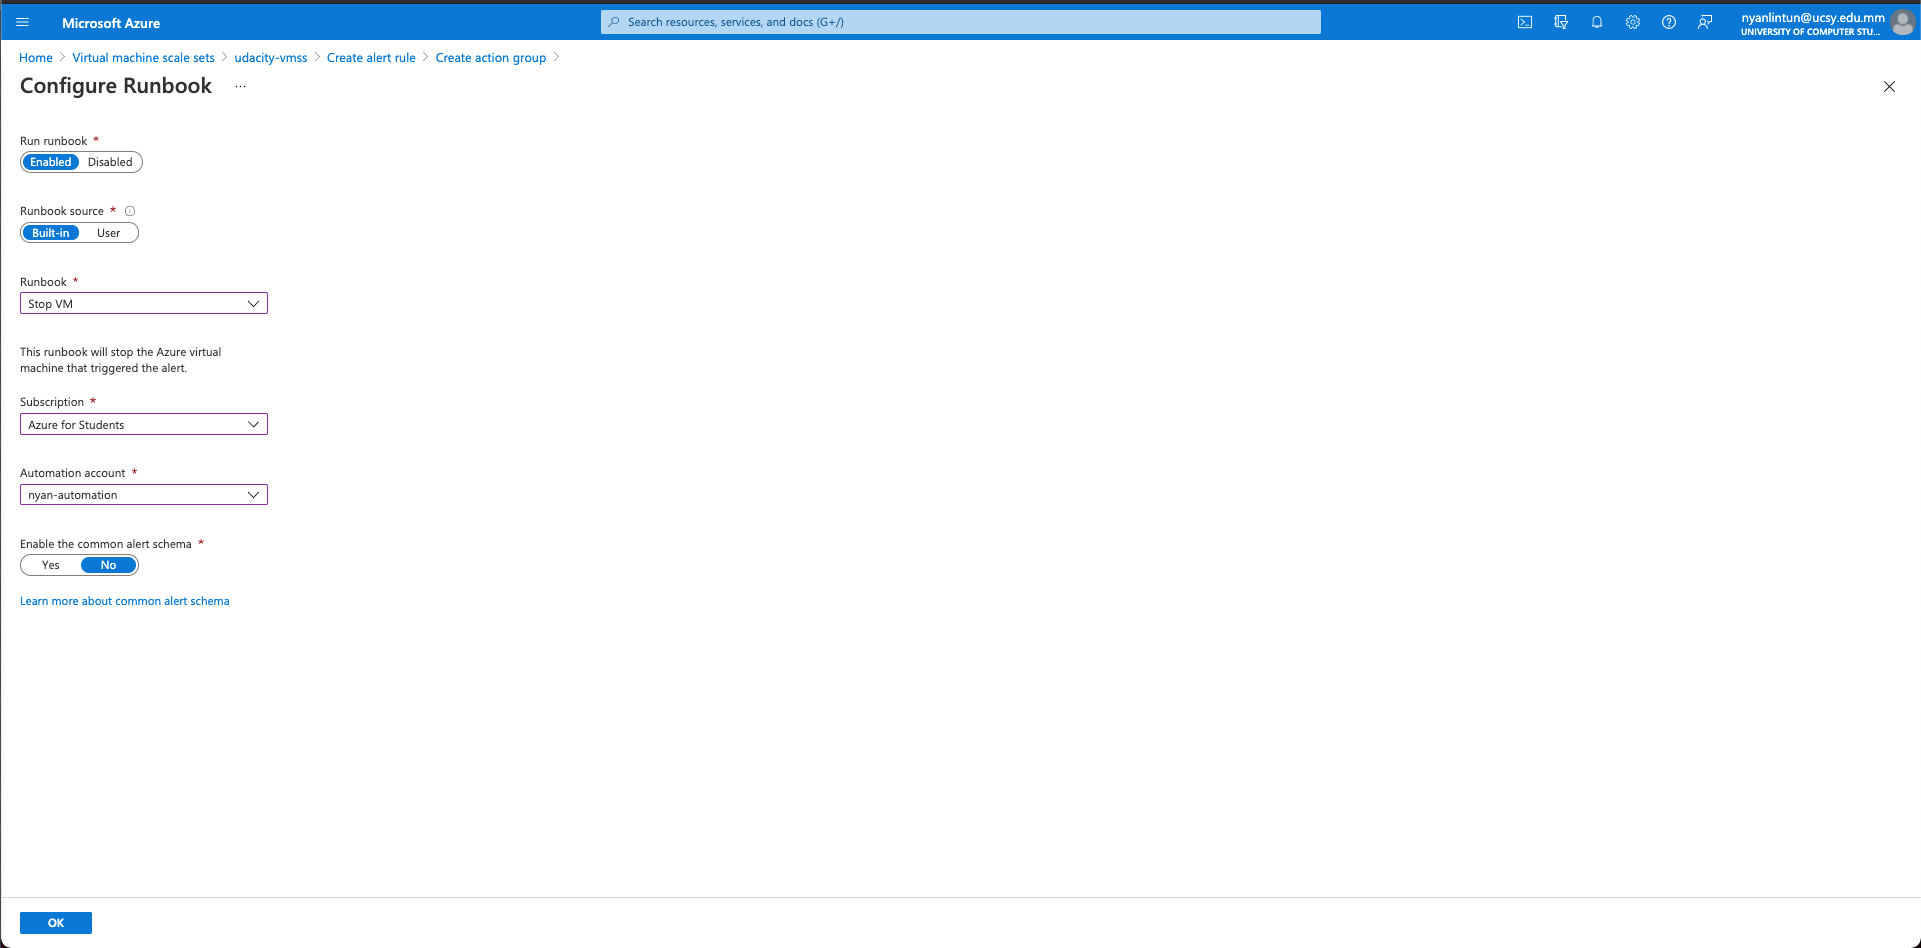 Microsoft Azure
Search resources, services, and docs (G+/)
nyanlintun@ucsy.edu.mm
UNIVERSITY OF COMPUTER STU...
Home > Virtual machine scale sets > udacity-vmss > Create alert rule > Create action group >
Configure Runbook ...
Run runbook *
Enabled Disabled
Runbook source *
Built-in User
Runbook *
Stop VM
This runbook will stop the Azure virtual
machine that triggered the alert.
Subscription *
Azure for Students
Automation account *
nyan-automation
Enable the common alert schema *
Yes No
Learn more about common alert schema
OK